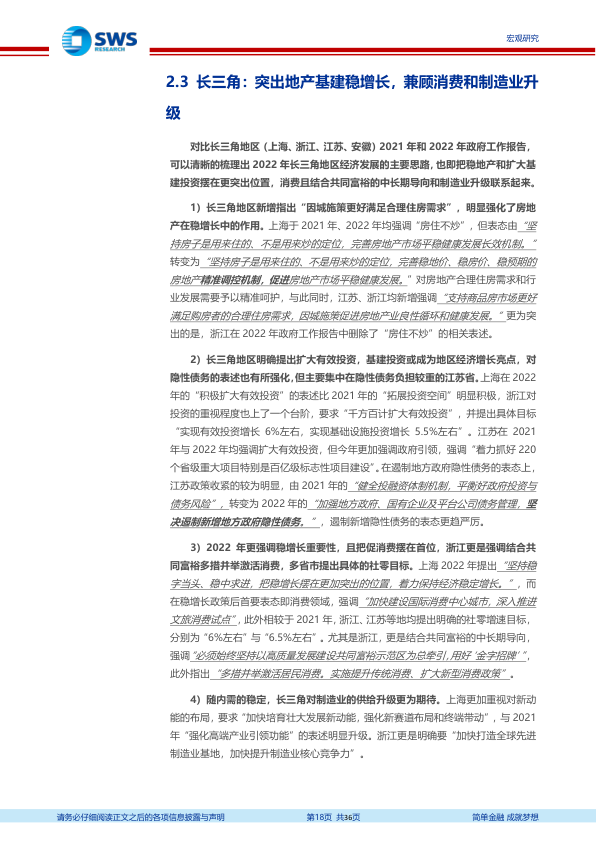 SWS
RESEARCH
宏观研究
2.3 长三角：突出地产基建稳增长，兼顾消费和制造业升
级
对比长三角地区（上海、浙江、江苏、安徽）2021 年和 2022 年政府工作报告，
可以清晰的梳理出 2022 年长三角地区经济发展的主要思路，也即把稳地产和扩大基
建投资摆在更突出位置，消费且结合共同富裕的中长期导向和制造业升级联系起来。
1）长三角地区新增指出“因城施策更好满足合理住房需求”，明显强化了房地
产在稳增长中的作用。上海于 2021 年、2022 年均强调“房住不炒”，但表态由“坚
持房子是用来住的、不是用来炒的定位，完善房地产市场平稳健康发展长效机制。”
转变为“坚持房子是用来住的、不是用来炒的定位，完善稳地价、稳房价、稳预期的
房地产精准调控机制，促进房地产市场平稳健康发展。”对房地产合理住房需求和行
业发展需要予以精准呵护，与此同时，江苏、浙江均新增强调“支持商品房市场更好
满足购房者的合理住房需求，因城施策促进房地产业良性循环和健康发展。”更为突
出的是，浙江在 2022 年政府工作报告中删除了“房住不炒”的相关表述。
2）长三角地区明确提出扩大有效投资，基建投资或成为地区经济增长亮点，对
隐性债务的表述也有所强化，但主要集中在隐性债务负担较重的江苏省。上海在 2022
年的“积极扩大有效投资”的表述比 2021 年的“拓展投资空间”明显积极，浙江对
投资的重视程度也上了一个台阶，要求“千方百计扩大有效投资”，并提出具体目标
“实现有效投资增长 6%左右，实现基础设施投资增长 5.5%左右”。江苏在 2021
年与 2022 年均强调扩大有效投资，但今年更加强调政府引领，强调“着力抓好 220
个省级重大项目特别是百亿级标志性项目建设”。在遏制地方政府隐性债务的表态上，
江苏政策收紧的较为明显，由 2021 年的“健全投融资体制机制，平衡好政府投资与
债务风险”，转变为 2022 年的“加强地方政府、国有企业及平台公司债务管理，坚
决遏制新增地方政府隐性债务。”，遏制新增隐性债务的表态更趋严厉。
3）2022 年更强调稳增长重要性，且把促消费摆在首位，浙江更是强调结合共
同富裕多措并举激活消费，多省市提出具体的社零目标。上海 2022 年提出“坚持稳
字当头、稳中求进，把稳增长摆在更加突出的位置，着力保持经济稳定增长。”，而
在稳增长政策后首要表态即消费领域，强调“加快建设国际消费中心城市，深入推进
文旅消费试点”，此外相较于 2021 年，浙江、江苏等地均提出明确的社零增速目标，
分别为“6%左右”与“6.5%左右”。尤其是浙江，更是结合共同富裕的中长期导向，
强调“必须始终坚持以高质量发展建设共同富裕示范区为总牵引，用好‘金字招牌’”，
此外指出“多措并举激活居民消费。实施提升传统消费、扩大新型消费政策”。
4）随内需的稳定，长三角对制造业的供给升级更为期待。上海更加重视对新动
能的布局，要求“加快培育壮大发展新动能，强化新赛道布局和终端带动”，与 2021
年“强化高端产业引领功能”的表述明显升级。浙江更是明确要“加快打造全球先进
制造业基地，加快提升制造业核心竞争力”。
请务必仔细阅读正文之后的各项信息披露与声明
第18页 共36页
简单金融 成就梦想